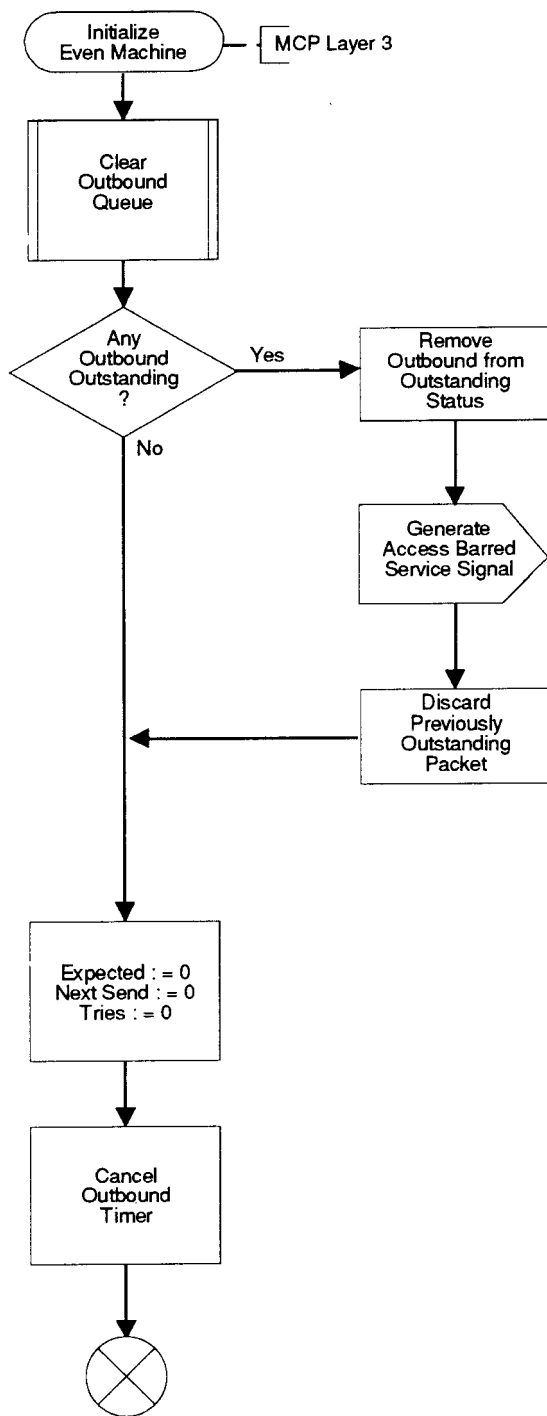 Initialize
Even Machine
MCP Layer 3
Clear
Outbound
Queue
Any
Outbound
Outstanding
?
Yes
Remove
Outbound from
Outstanding
Status
No
Generate
Access Barred
Service Signal
Discard
Previously
Outstanding
Packet
Expected : = 0
Next Send : = 0
Tries : = 0
Cancel
Outbound
Timer